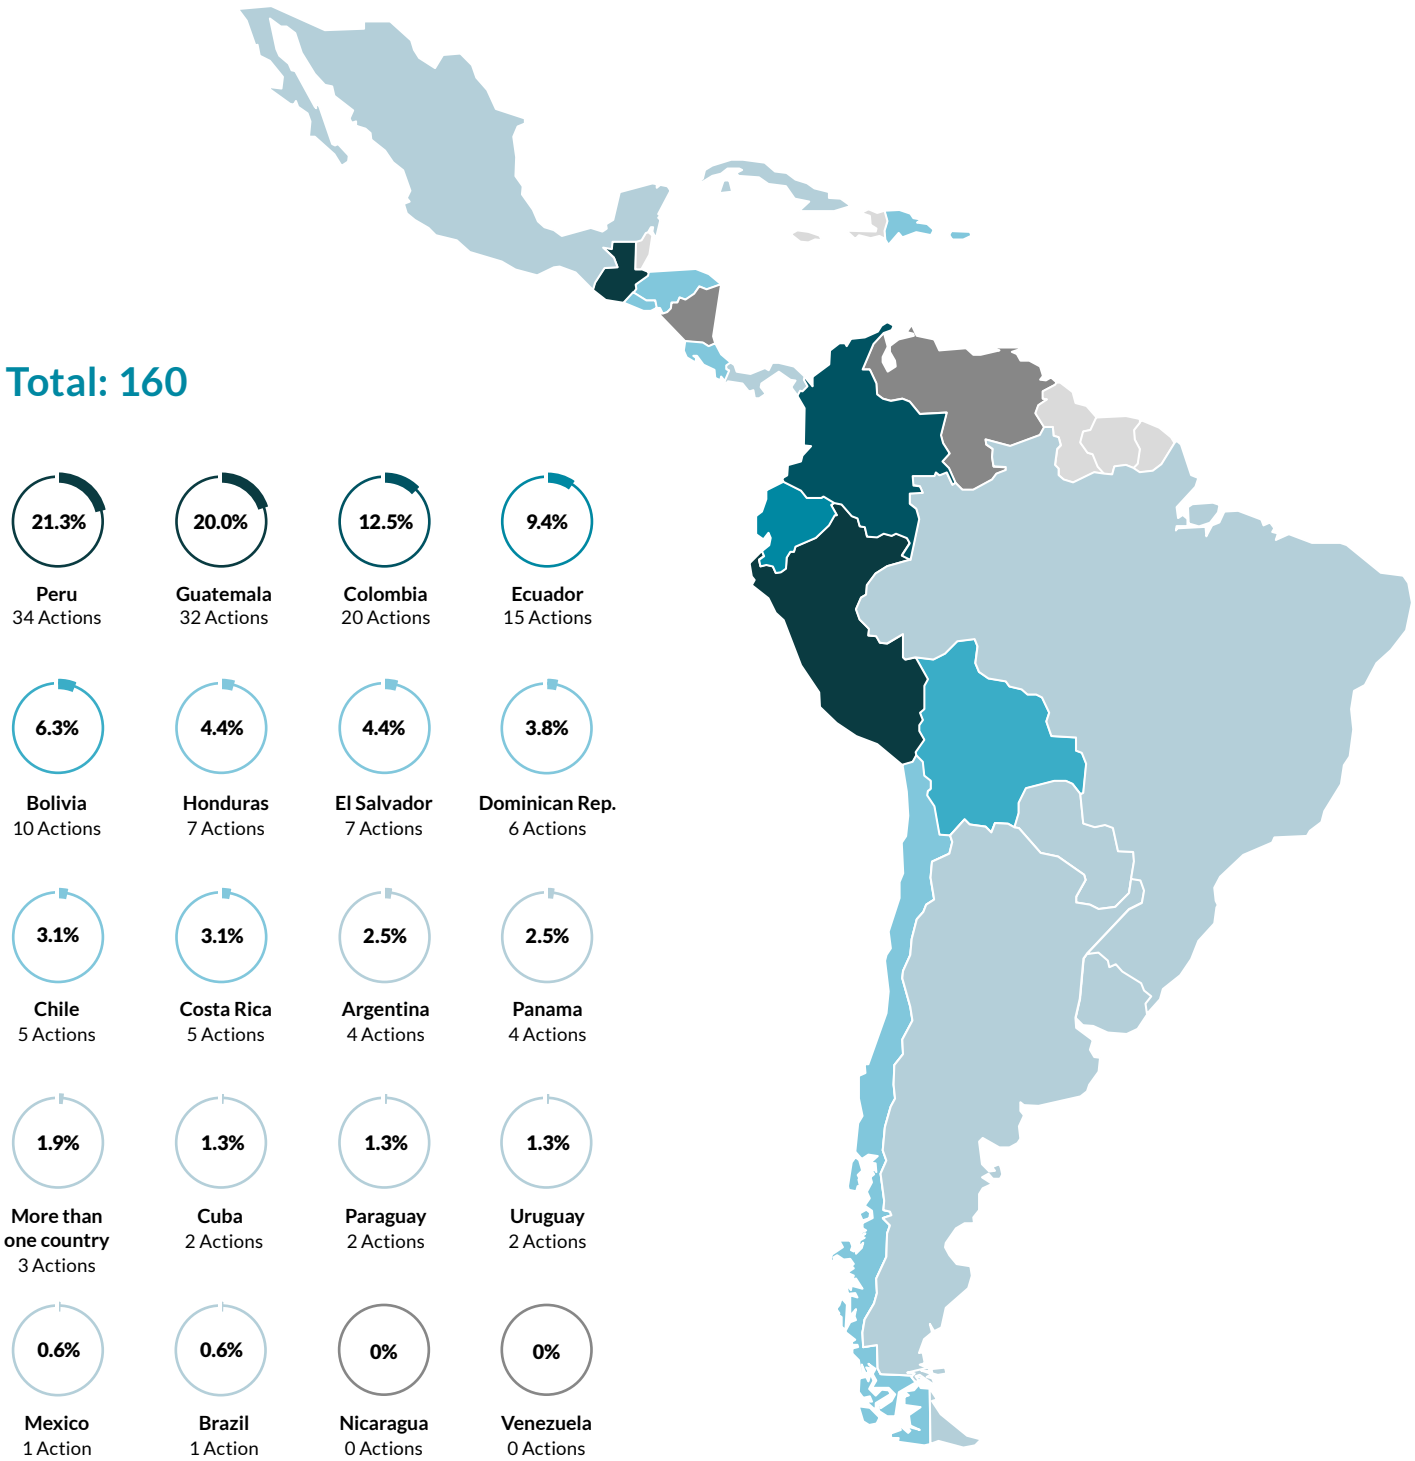 Total: 160
21.3%
Peru
34 Actions
20.0%
Guatemala
32 Actions
12.5%
Colombia
20 Actions
9.4%
Ecuador
15 Actions
6.3%
Bolivia
10 Actions
4.4%
Honduras
7 Actions
4.4%
El Salvador
7 Actions
3.8%
Dominican Rep.
6 Actions
3.1%
Chile
5 Actions
3.1%
Costa Rica
5 Actions
2.5%
Argentina
4 Actions
2.5%
Panama
4 Actions
1.9%
More than
one country
3 Actions
1.3%
Cuba
2 Actions
1.3%
Paraguay
2 Actions
1.3%
Uruguay
2 Actions
0.6%
Mexico
1 Action
0.6%
Brazil
1 Action
0%
Nicaragua
0 Actions
0%
Venezuela
0 Actions